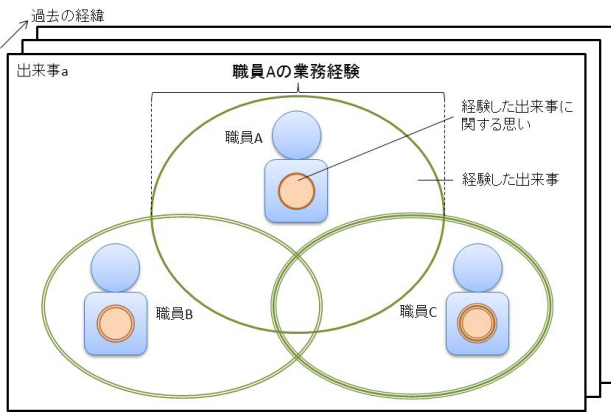 過去の経緯
出来事a
職員Aの業務経験
職員A
経験した出来事に
関する思い
経験した出来事
職員B
職員C